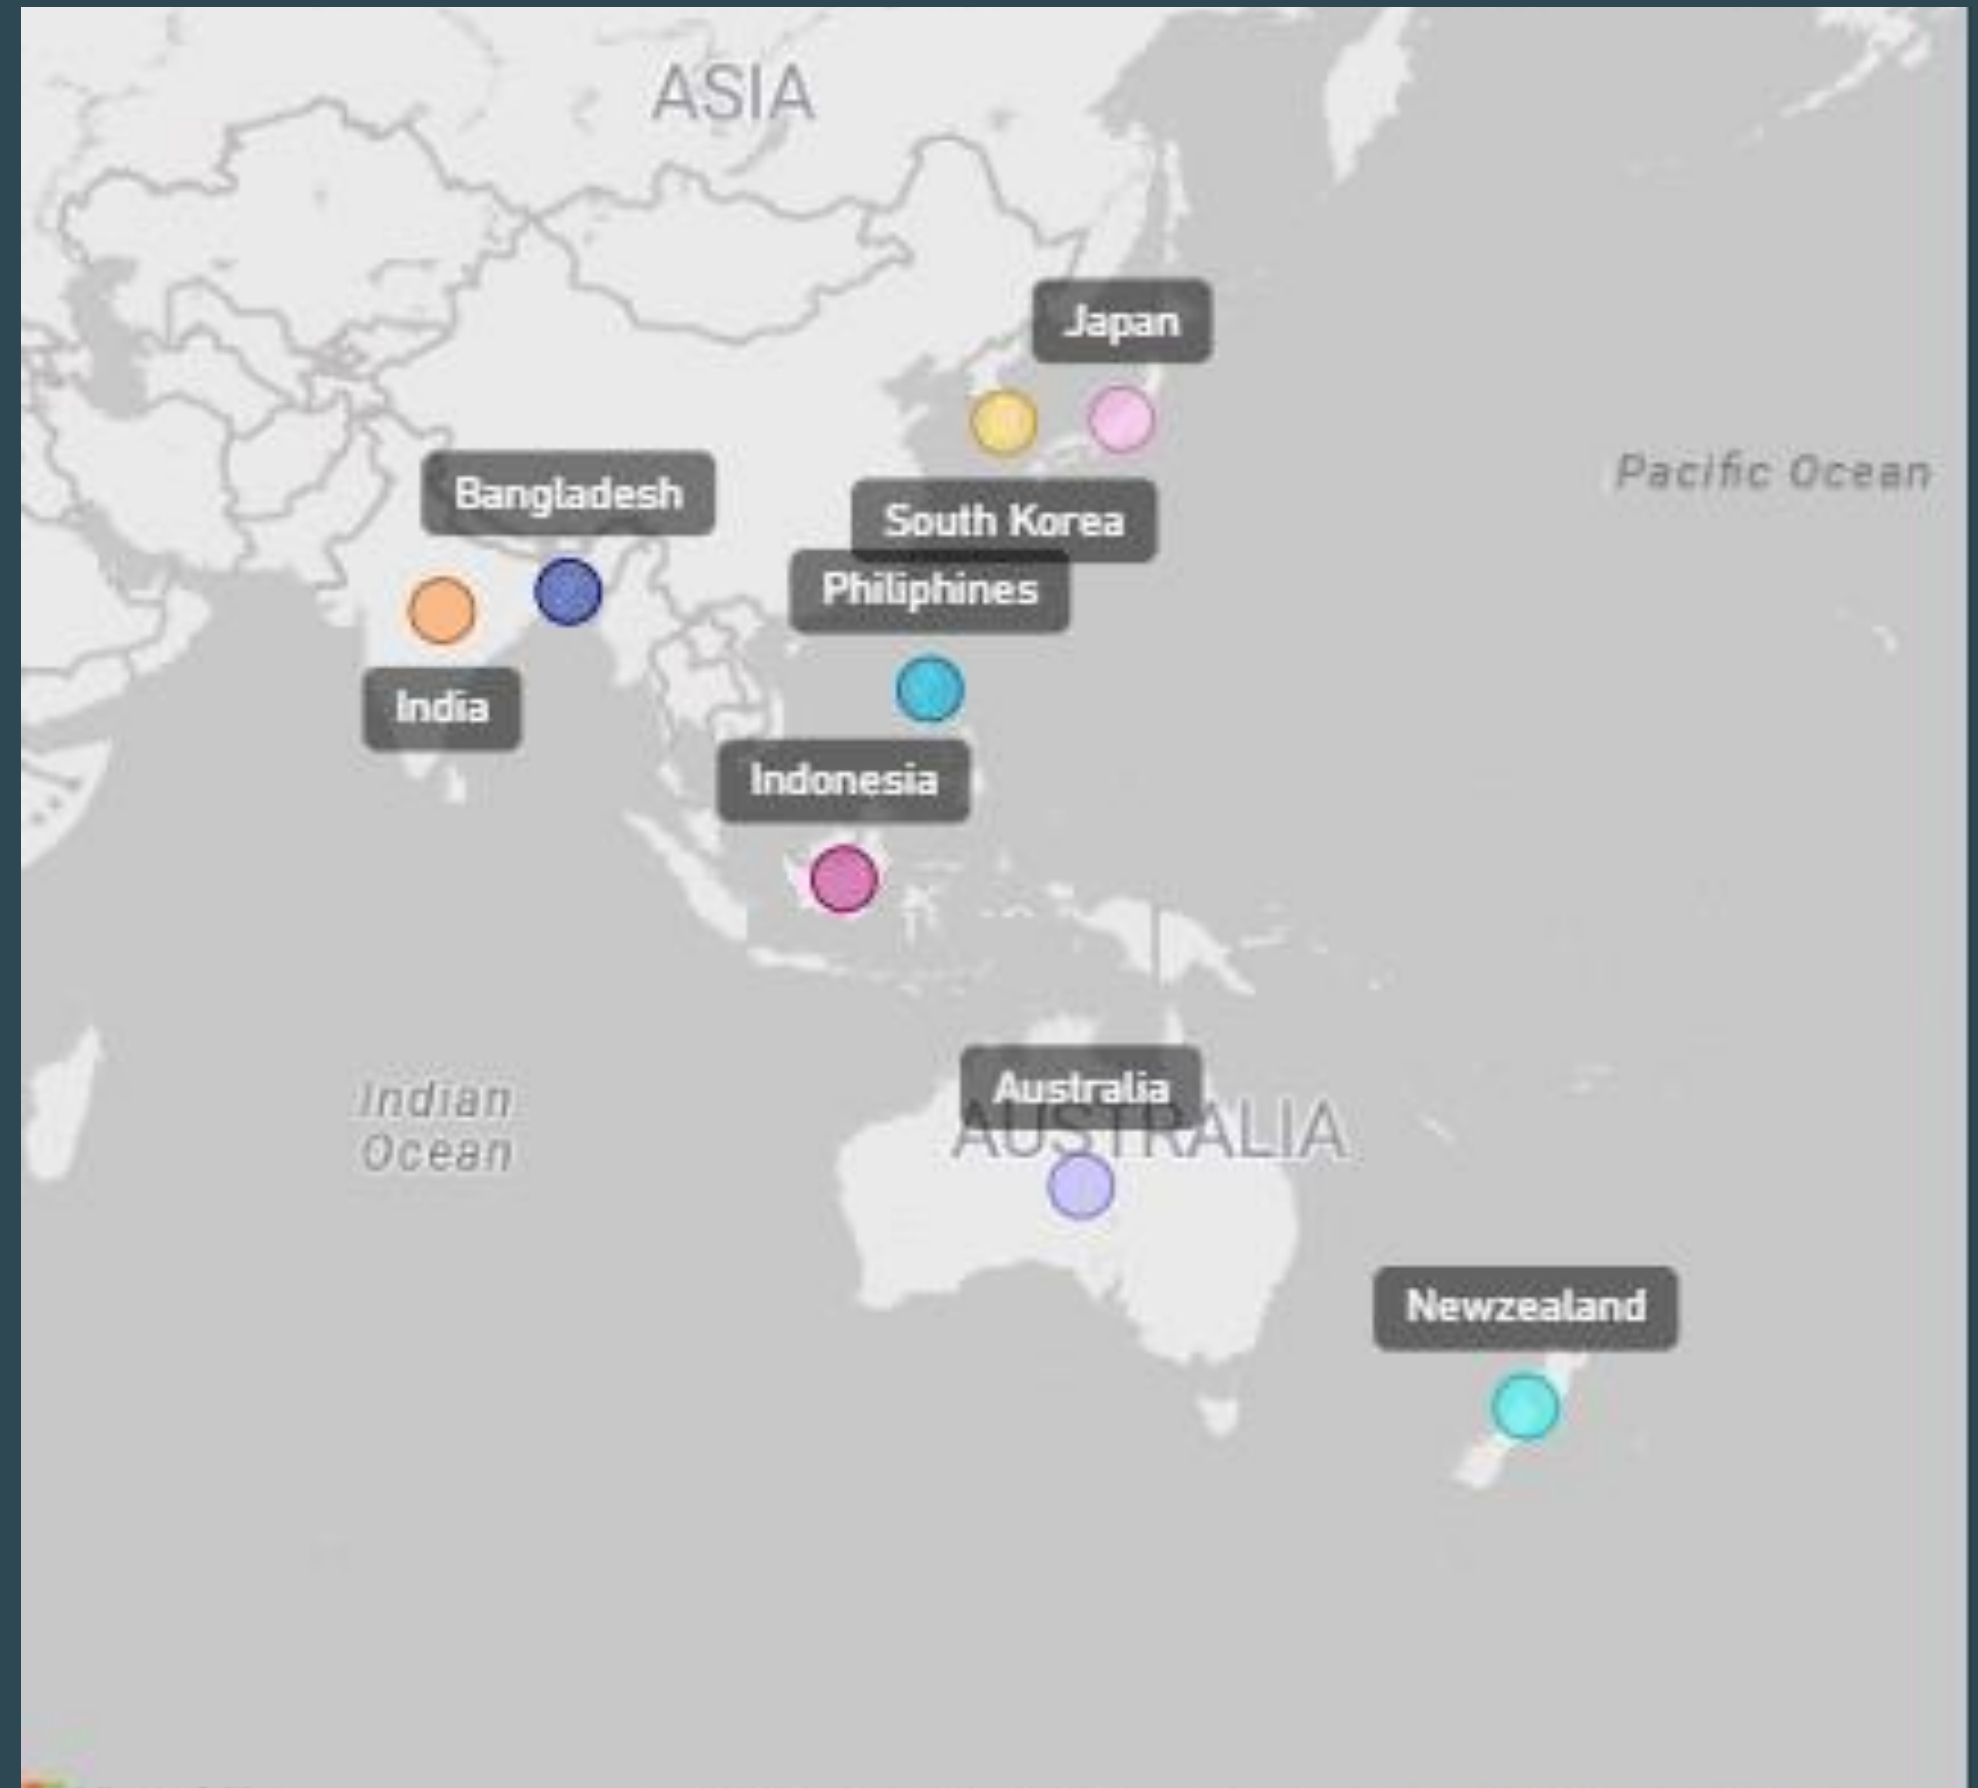 ASIA
Japan
Pacific Ocean
Bangladesh
South Korea
Philiphines
India
Indonesia
Australia
AUSTRALIA
Indian
Ocean
Newzealand